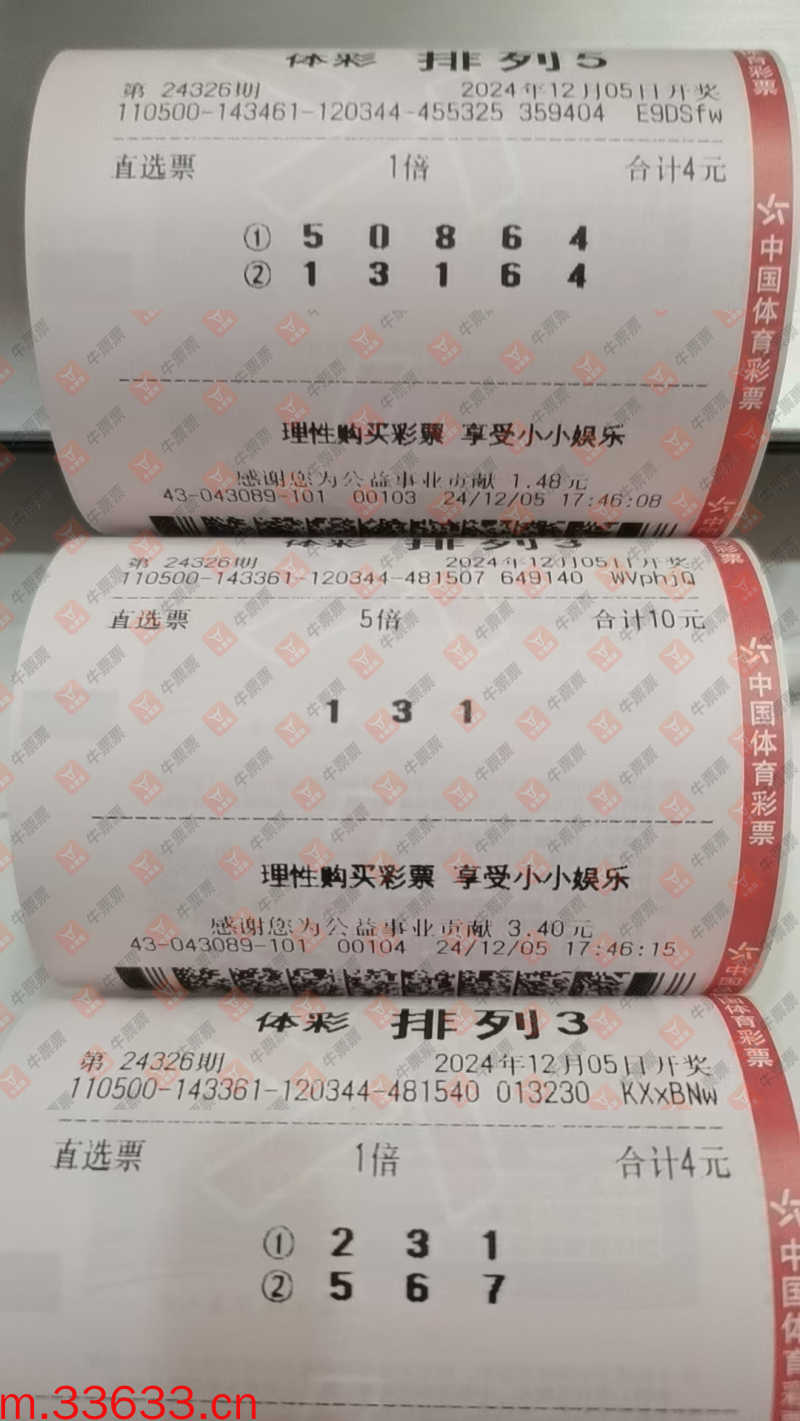 体彩 排列5
第 24326期 2024年12月05日开奖
110500-143461-120344-455325 359404 E9DSfw
直选票 1倍 合计4元
① 5 0 8 6 4
② 1 3 1 6 4
理性购买彩票 享受小小娱乐
感谢您为公益事业贡献 1.48元
43-043089-101 00103 24/12/05 17:46:08
中国体育彩票
体彩 排列3
第 24326期 2024年12月05日开奖
110500-143361-120344-481507 649140 WVphjQ
直选票 5倍 合计10元
1 3 1
理性购买彩票 享受小小娱乐
感谢您为公益事业贡献 3.40元
43-043089-101 00104 24/12/05 17:46:15
中国体育彩票
体彩 排列3
第 24326期 2024年12月05日开奖
110500-143361-120344-481540 013230 KXxBNw
直选票 1倍 合计4元
① 2 3 1
② 5 6 7
中国体育
牛票票
m.33633.cn